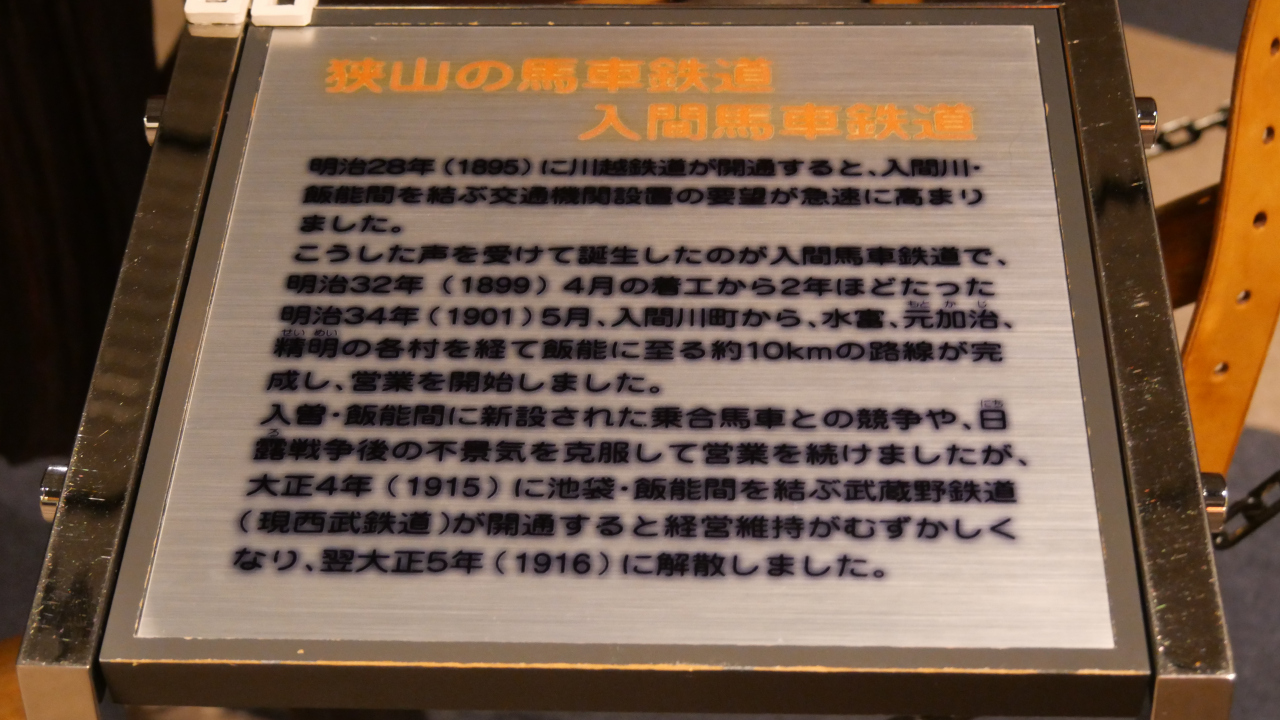 狭山の馬車鉄道
入間馬車鉄道
明治28年(1895)に川越鉄道が開通すると、入間川・
飯能間を結ぶ交通機関設置の要望が急速に高まり
ました。
こうした声を受けて誕生したのが入間馬車鉄道で、
明治32年(1899)4月の着工から2年ほどたった
もと か じ
明治34年(1901)5月、入間川町から、水富、元加治、
せい めい
精明の各村を経て飯能に至る約10kmの路線が完
成し、営業を開始しました。
にち
入曽・飯能間に新設された乗合馬車との競争や、日
ろ
露戦争後の不景気を克服して営業を続けましたが、
大正4年(1915)に池袋・飯能間を結ぶ武蔵野鉄道
(現西武鉄道)が開通すると経営維持がむずかしく
なり、翌大正5年(1916)に解散しました。